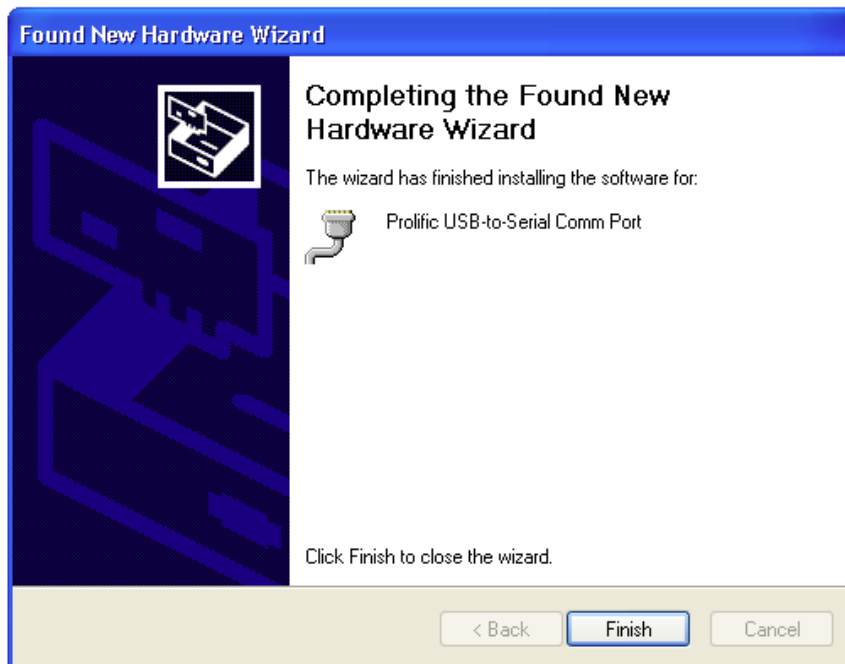 Found New Hardware Wizard
Completing the Found New
Hardware Wizard
The wizard has finished installing the software for:
Prolific USB-to-Serial Comm Port
Click Finish to close the wizard.
< Back
Finish
Cancel